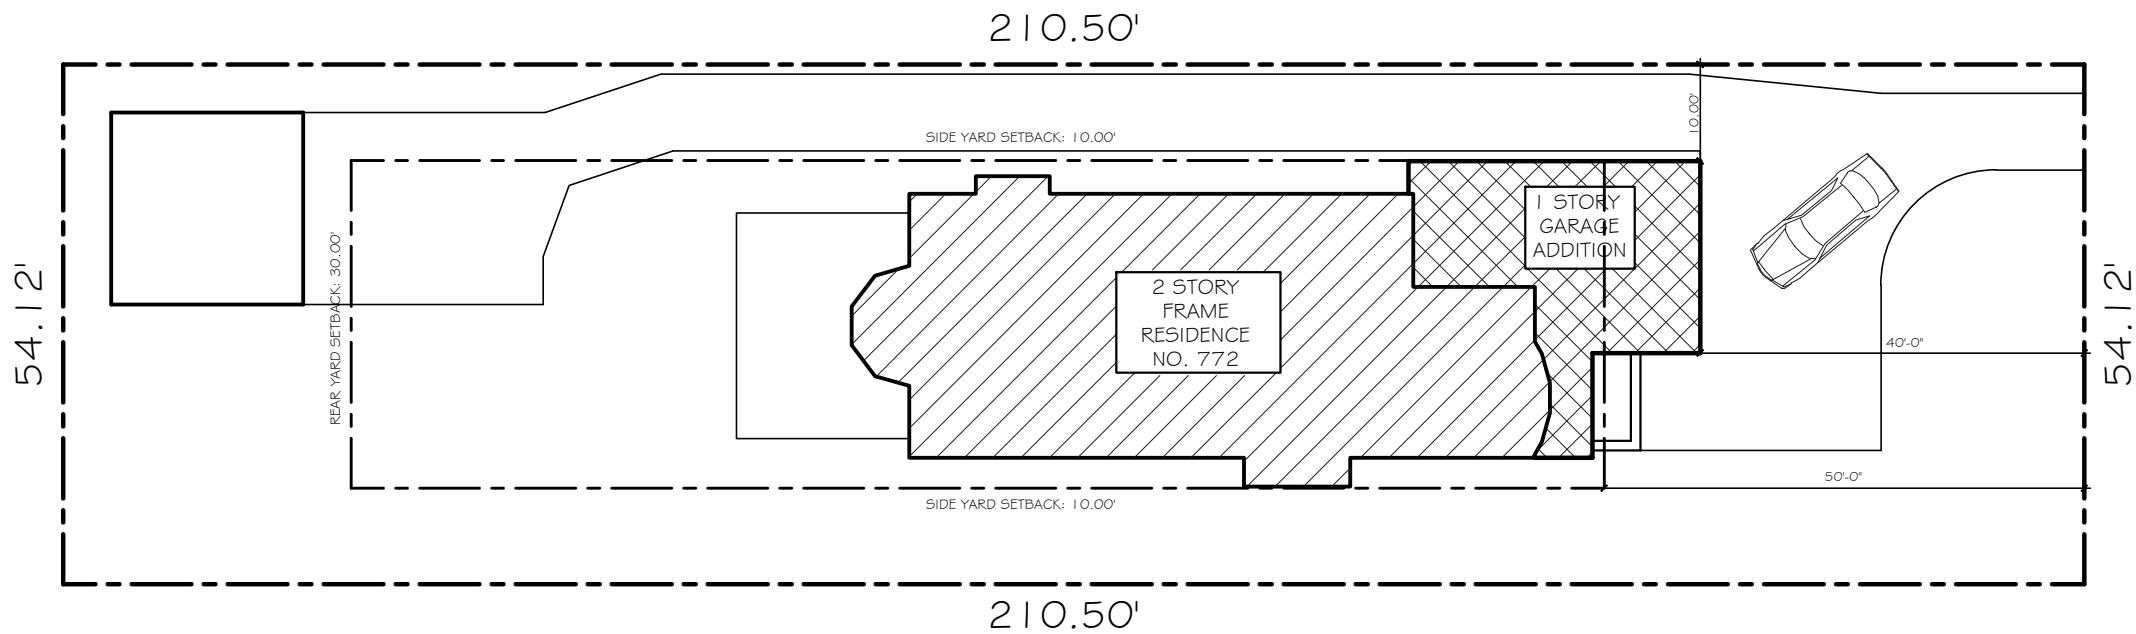 210.50'
10.00'
SIDE YARD SETBACK: 10.00'
1 STORY
GARAGE
ADDITION
REAR YARD SETBACK: 30.00'
54.12'
2 STORY
FRAME
RESIDENCE
NO. 772
54.12'
40'-0"
50'-0"
SIDE YARD SETBACK: 10.00'
210.50'